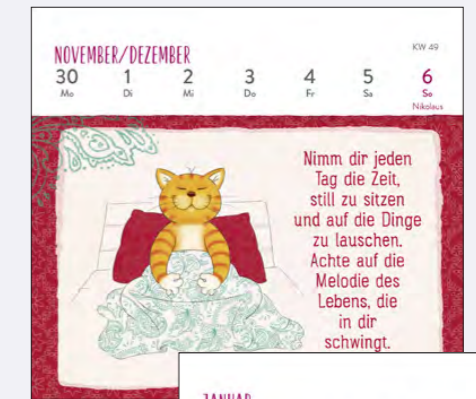 KW 49
NOVEMBER/DEZEMBER
30 1 2 3 4 5 6
Mo Di Mi Do Fr Sa So
Nikolaus
Nimm dir jeden
Tag die Zeit,
still zu sitzen
und auf die Dinge
zu lauschen.
Achte auf die
Melodie des
Lebens, die
in dir
schwingt.
JANUAR